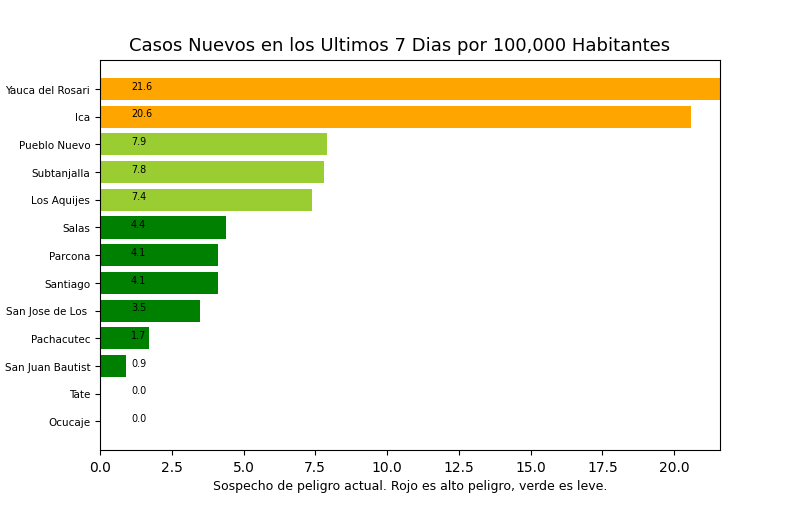 Casos Nuevos en los Ultimos 7 Dias por 100,000 Habitantes
Yauca del Rosari 21.6
Ica 20.6
Pueblo Nuevo 7.9
Subtanjalla 7.8
Los Aquijes 7.4
Salas 4.4
Parcona 4.1
Santiago 4.1
San Jose de Los 3.5
Pachacutec 1.7
San Juan Bautist 0.9
Tate 0.0
Ocucaje 0.0
0.0 2.5 5.0 7.5 10.0 12.5 15.0 17.5 20.0
Sospecho de peligro actual. Rojo es alto peligro, verde es leve.